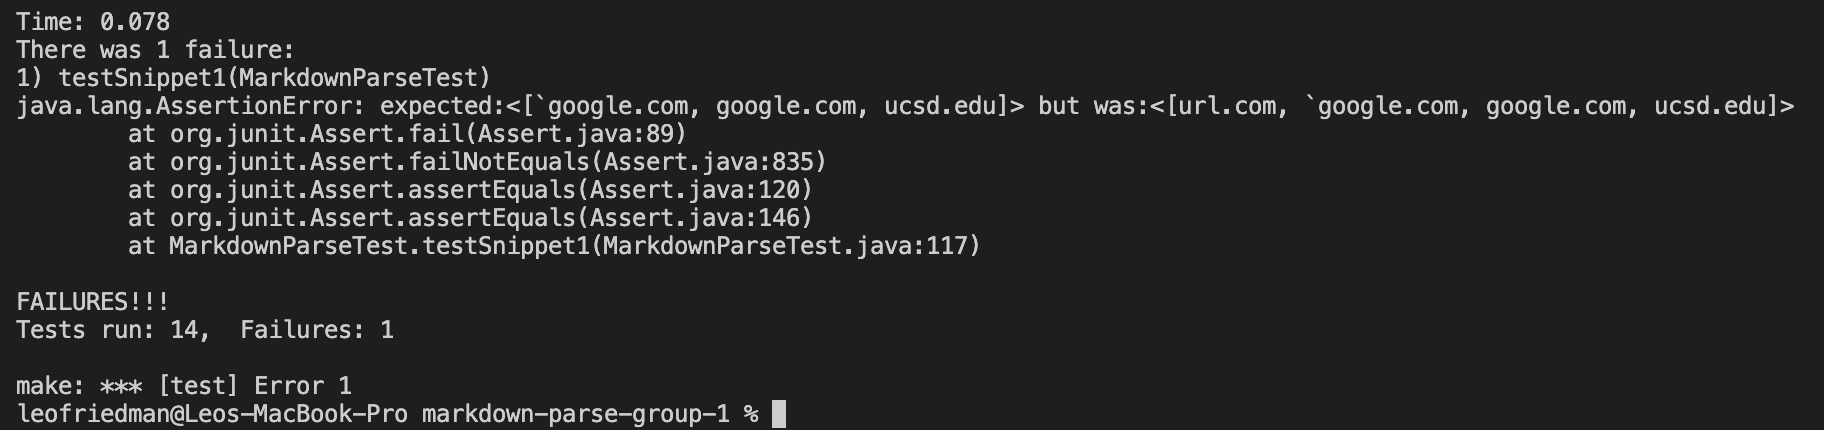 Time: 0.078
There was 1 failure:
1) testSnippet1(MarkdownParseTest)
java.lang.AssertionError: expected:<[`google.com, google.com, ucsd.edu]> but was:<[url.com, `google.com, google.com, ucsd.edu]>
        at org.junit.Assert.fail(Assert.java:89)
        at org.junit.Assert.failNotEquals(Assert.java:835)
        at org.junit.Assert.assertEquals(Assert.java:120)
        at org.junit.Assert.assertEquals(Assert.java:146)
        at MarkdownParseTest.testSnippet1(MarkdownParseTest.java:117)

FAILURES!!!
Tests run: 14,  Failures: 1

make: *** [test] Error 1
leofriedman@Leos-MacBook-Pro markdown-parse-group-1 %